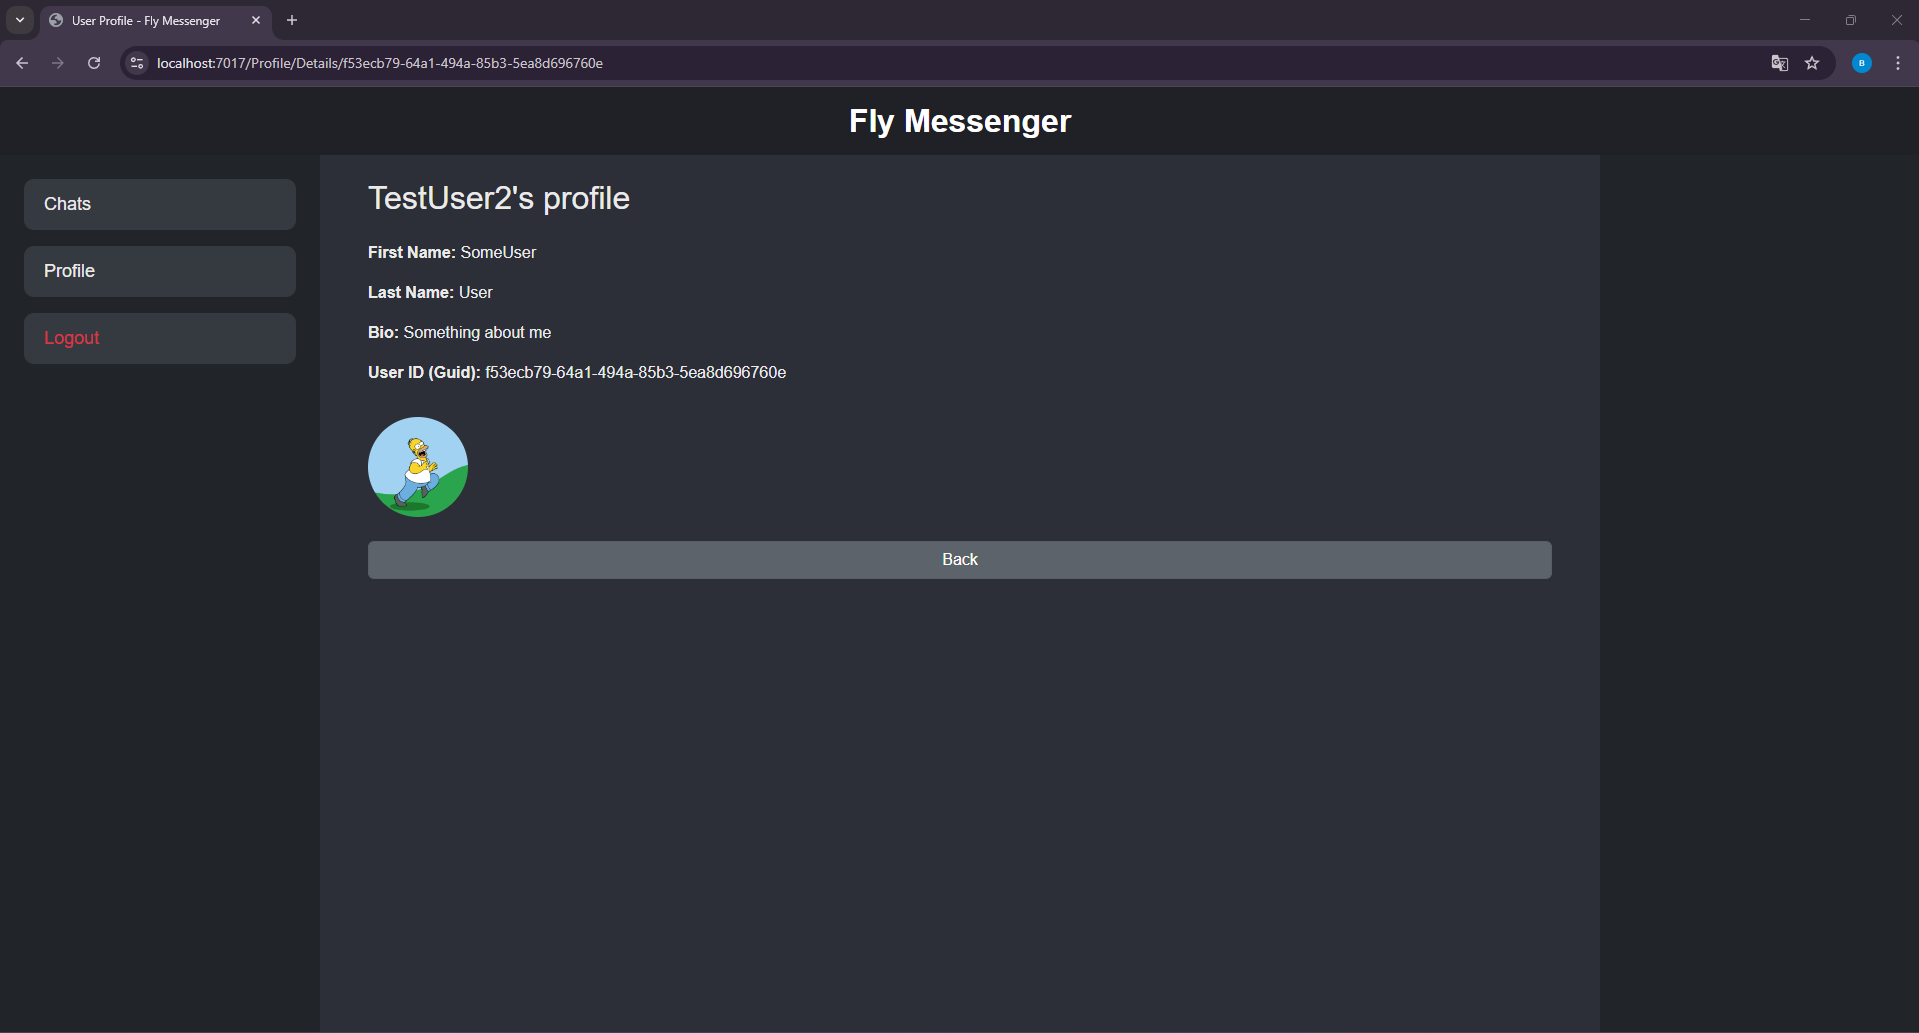 User Profile - Fly Messenger
localhost:7017/Profile/Details/f53ecb79-64a1-494a-85b3-5ea8d696760e
B
Fly Messenger
Chats
Profile
Logout
TestUser2's profile
First Name: SomeUser
Last Name: User
Bio: Something about me
User ID (Guid): f53ecb79-64a1-494a-85b3-5ea8d696760e
Back